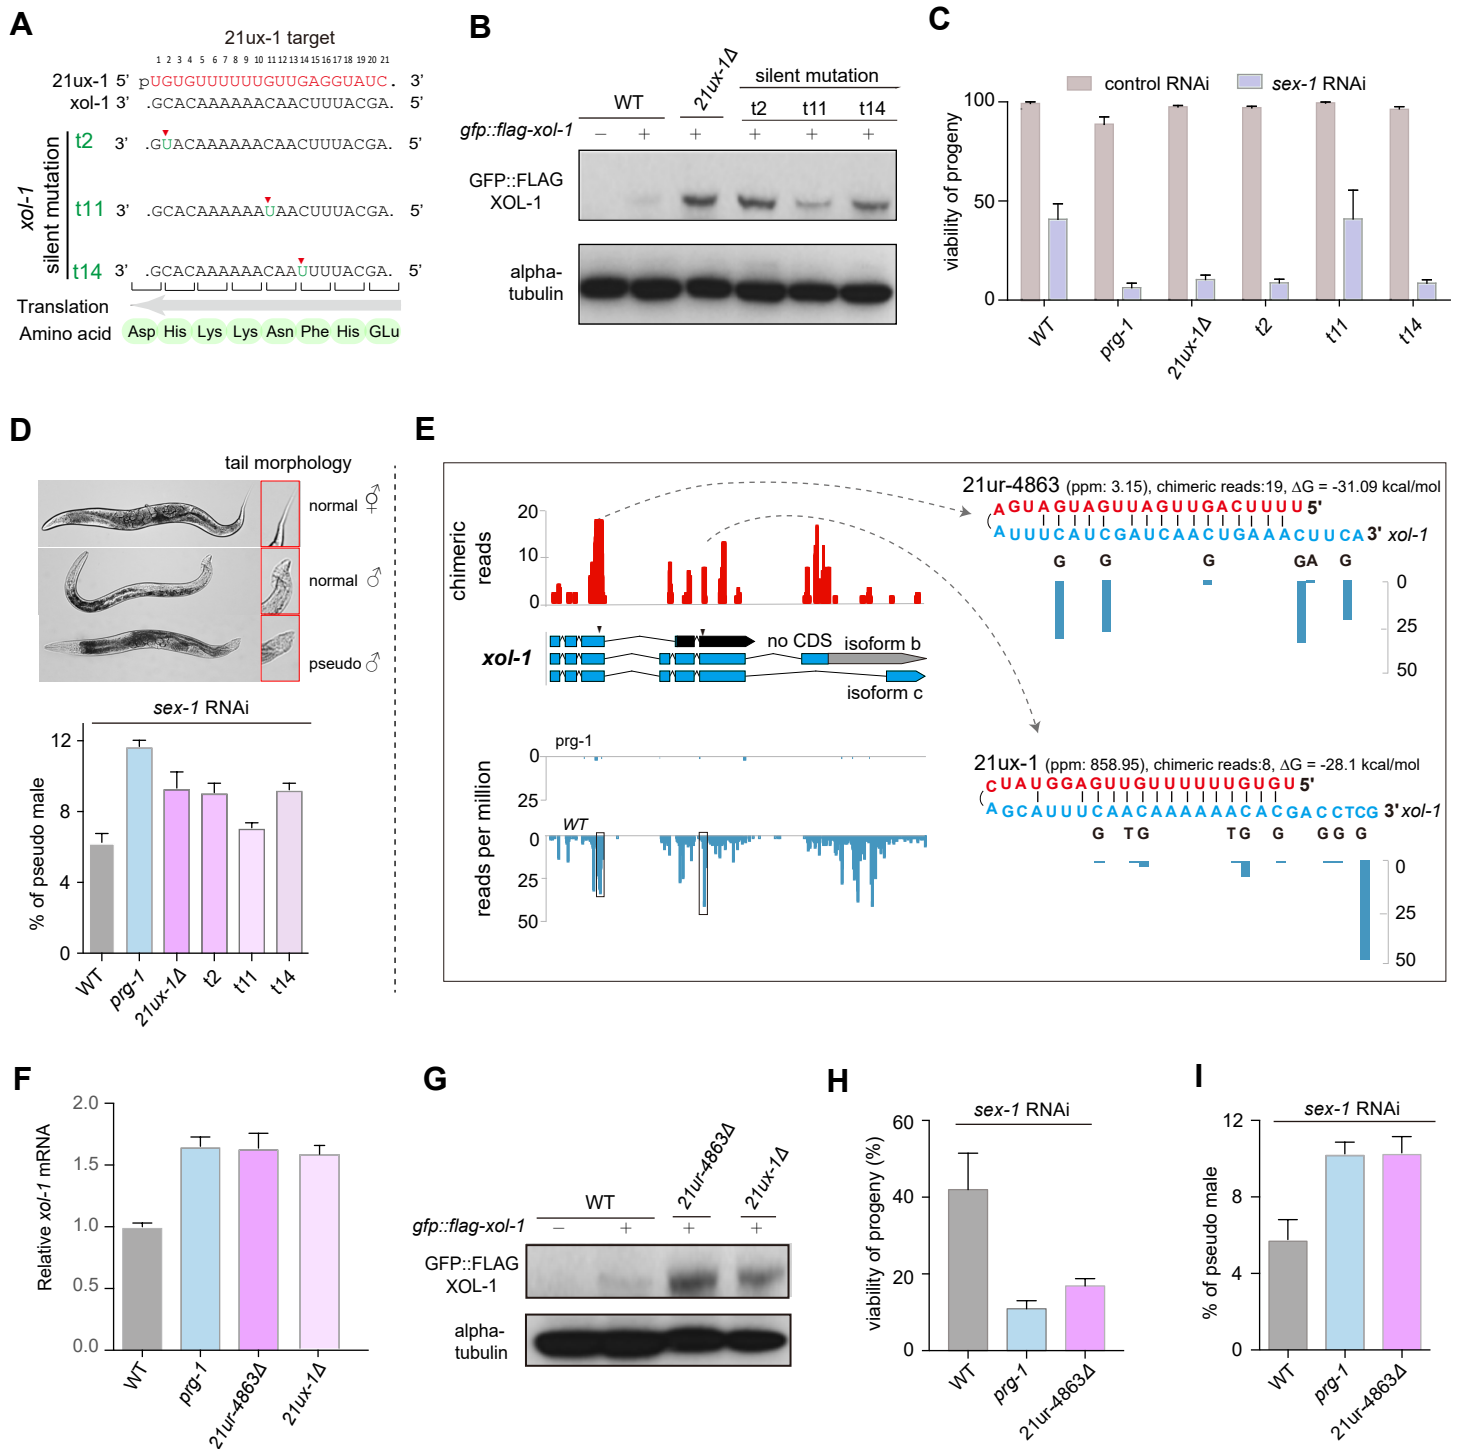 A
21ux-1 target
1 2 3 4 5 6 7 8 9 10 11 12 13 14 15 16 17 18 19 20 21
21ux-1 5’ pUGUGUUUUUUGUUGAGGUAUC. 3’
xol-1 3’ .GCACAAAAAACAACUUUACGA. 5’
xol-1 silent mutation
t2 3’ .GUACAAAAAACAACUUUACGA. 5’
t11 3’ .GCACAAAAAAUAACUUUACGA. 5’
t14 3’ .GCACAAAAAACAAUUUUACGA. 5’
Translation
Amino acid Asp His Lys Lys Asn Phe His GLu
B
WT 21ux-1Δ silent mutation
t2 t11 t14
gfp::flag-xol-1 − + + + + +
GFP::FLAG
XOL-1
alpha-
tubulin
C
control RNAi sex-1 RNAi
viability of progeny
100
50
0
WT prg-1 21ux-1Δ t2 t11 t14
D
tail morphology
normal ⚥
normal ♂
pseudo ♂
sex-1 RNAi
% of pseudo male
12
8
4
0
WT prg-1 21ux-1Δ t2 t11 t14
E
chimeric
reads
20
10
0
xol-1
no CDS
isoform b
isoform c
reads per million
prg-1
0
25
WT
0
25
50
21ur-4863 (ppm: 3.15), chimeric reads:19, ΔG = -31.09 kcal/mol
AGUAGUAGUUAGUUGACUUUU 5'
AUUUCAUCGAUCAACUGAAACUUCA 3' xol-1
G G G GA G
0
25
50
21ux-1 (ppm: 858.95), chimeric reads:8, ΔG = -28.1 kcal/mol
CUAUGGAGUUGUUUUUUGUGU 5'
AGCAUUUCAACAAAAAACACGACCTCG 3' xol-1
G TG TG G GG G
0
25
50
F
Relative xol-1 mRNA
2.0
1.5
1.0
0.5
0.0
WT prg-1 21ur-4863Δ 21ux-1Δ
G
WT 21ur-4863Δ 21ux-1Δ
gfp::flag-xol-1 − + + +
GFP::FLAG
XOL-1
alpha-
tubulin
H
sex-1 RNAi
viability of progeny (%)
60
40
20
0
WT prg-1 21ur-4863Δ
I
sex-1 RNAi
% of pseudo male
12
8
4
0
WT prg-1 21ur-4863Δ